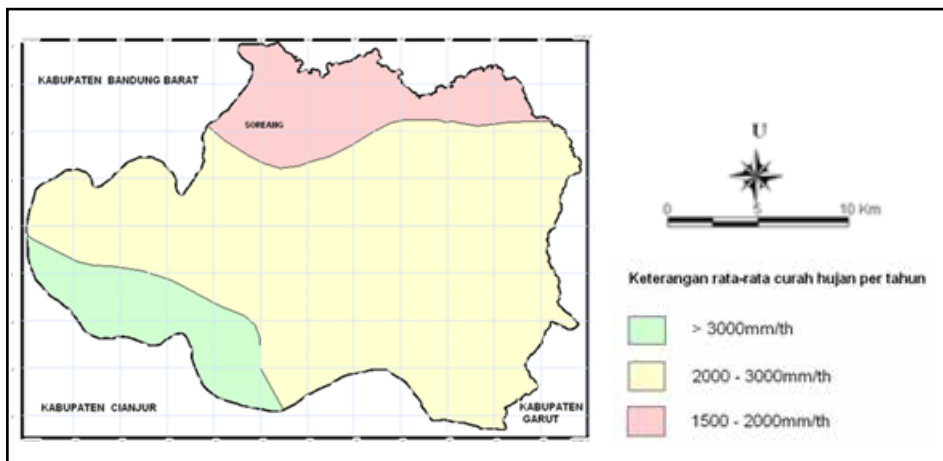 KABUPATEN BANDUNG BARAT
SOREANG
KABUPATEN CIANJUR
KABUPATEN
GARUT
U
0 5 10 Km
Keterangan rata-rata curah hujan per tahun
> 3000mm/th
2000 - 3000mm/th
1500 - 2000mm/th